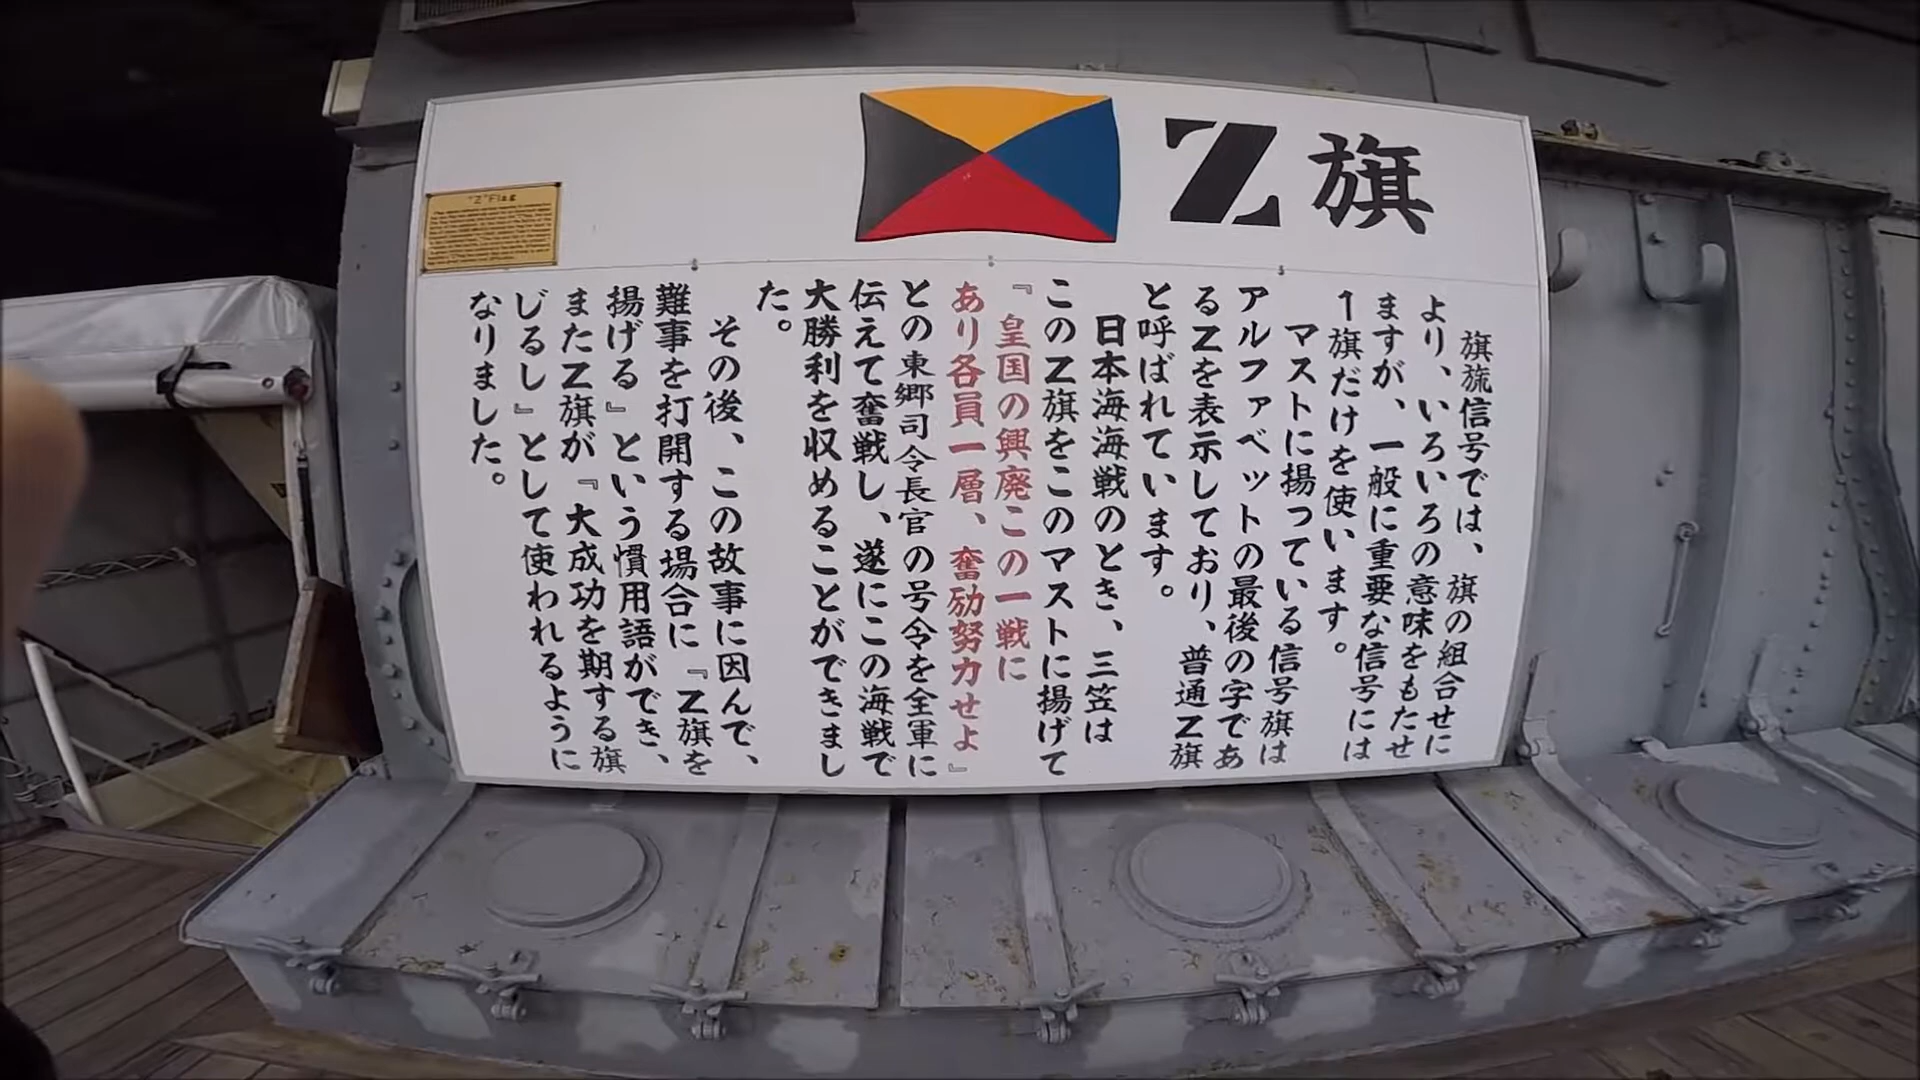 Z旗
旗旒信号では、旗の組合せに
より、いろいろの意味をもたせ
ますが、一般に重要な信号には
1旗だけを使います。
マストに揚っている信号旗は
アルファベットの最後の字であ
るZを表示しており、普通Z旗
と呼ばれています。
日本海海戦のとき、三笠は
このZ旗をこのマストに揚げて
『皇国の興廃この一戦に
あり各員一層、奮励努力せよ』
との東郷司令長官の号令を全軍に
伝えて奮戦し、遂にこの海戦で
大勝利を収めることができまし
た。
その後、この故事に因んで、
難事を打開する場合に『Z旗を
揚げる』という慣用語ができ、
またZ旗が『大成功を期する旗
じるし』として使われるように
なりました。
"Z" Flag